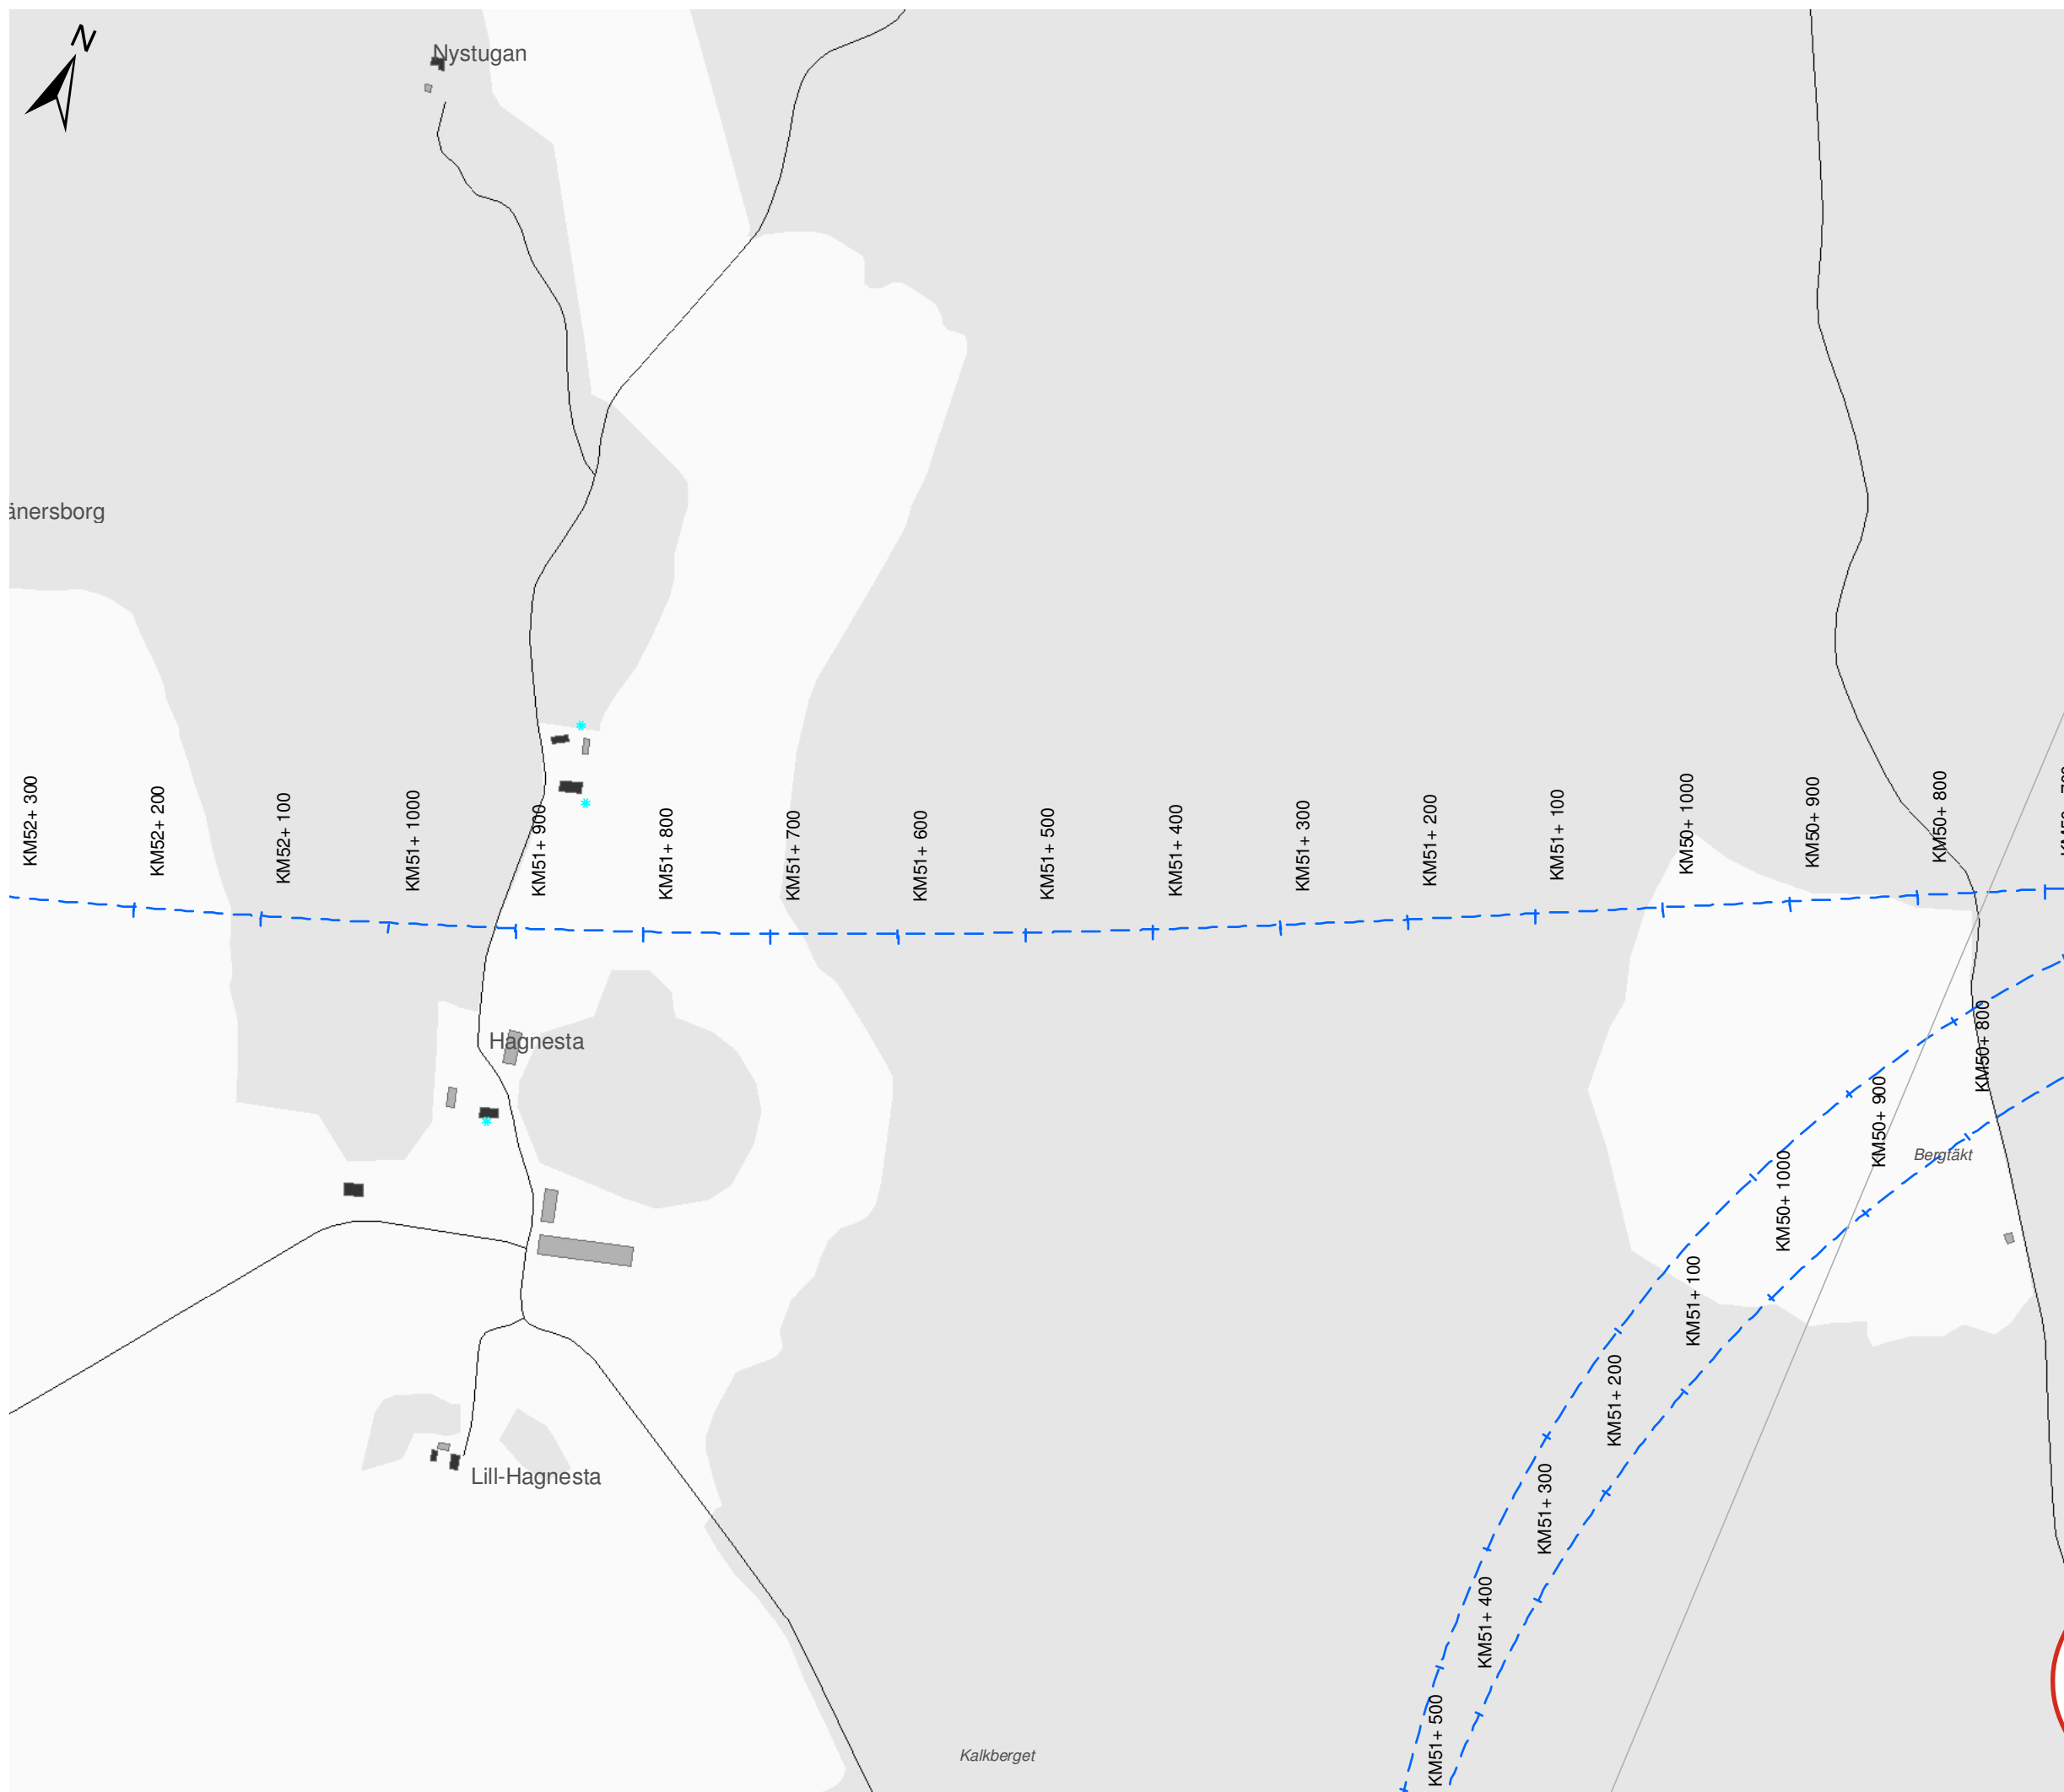 N
Nystugan
änersborg
KM52+ 300
KM52+ 200
KM52+ 100
KM51+ 1000
KM51+ 900
KM51+ 800
KM51+ 700
KM51+ 600
KM51+ 500
KM51+ 400
KM51+ 300
KM51+ 200
KM51+ 100
KM50+ 1000
KM50+ 900
KM50+ 800
Hagnesta
KM50+ 800
KM50+ 900
Bergtäkt
KM50+ 1000
KM51+ 100
KM51+ 200
Lill-Hagnesta
KM51+ 300
KM51+ 400
KM51+ 500
Kalkberget